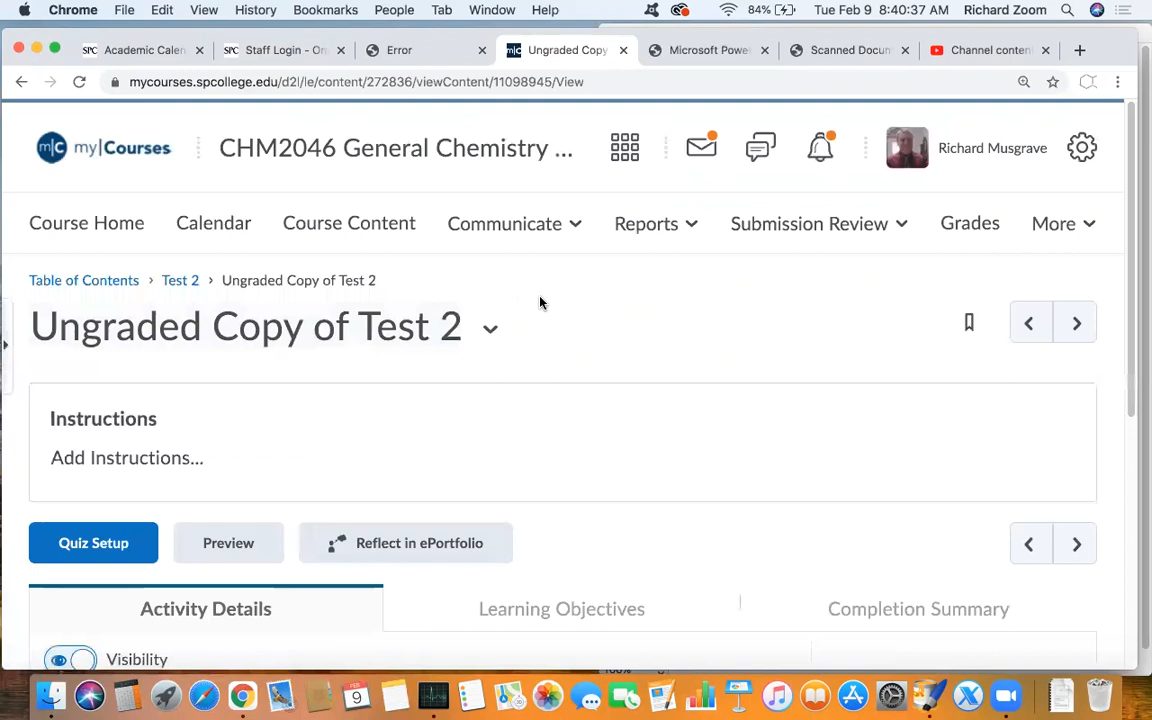 Chrome File Edit View History Bookmarks People Tab Window Help 84% Tue Feb 9 8:40:37 AM Richard Zoom
SPC Academic Calen SPC Staff Login - On Error Ungraded Copy Microsoft Powe Scanned Docum Channel conten
mycourses.spcollege.edu/d2l/le/content/272836/viewContent/11098945/View
m|c my|Courses CHM2046 General Chemistry ... Richard Musgrave
Course Home Calendar Course Content Communicate Reports Submission Review Grades More
Table of Contents › Test 2 › Ungraded Copy of Test 2
Ungraded Copy of Test 2
Instructions
Add Instructions...
Quiz Setup Preview Reflect in ePortfolio
Activity Details Learning Objectives Completion Summary
Visibility